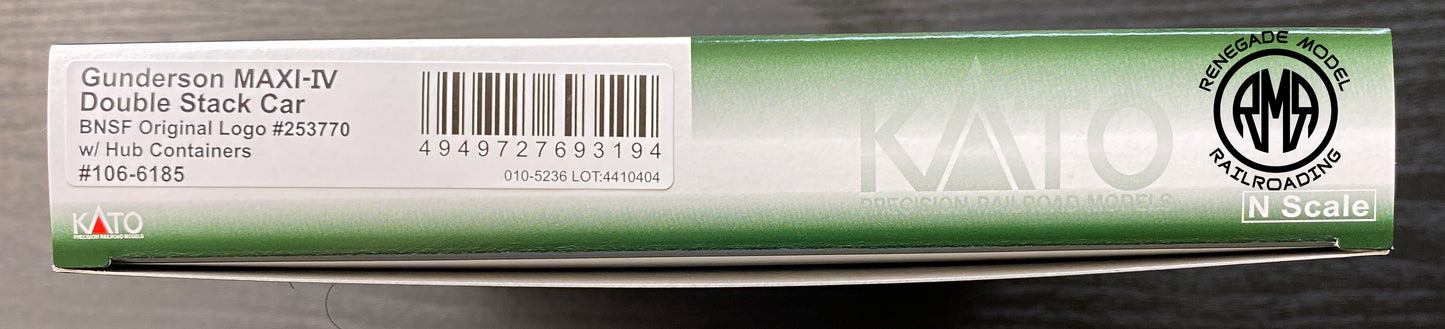 Gunderson MAXI-IV
Double Stack Car
BNSF Original Logo #253770
w/ Hub Containers
#106-6185
4949727693194
010-5236 LOT:4410404
KATO
PRECISION RAILROAD MODELS
KATO
PRECISION RAILROAD MODELS
RENEGADE MODEL
RMR
RAILROADING
N Scale